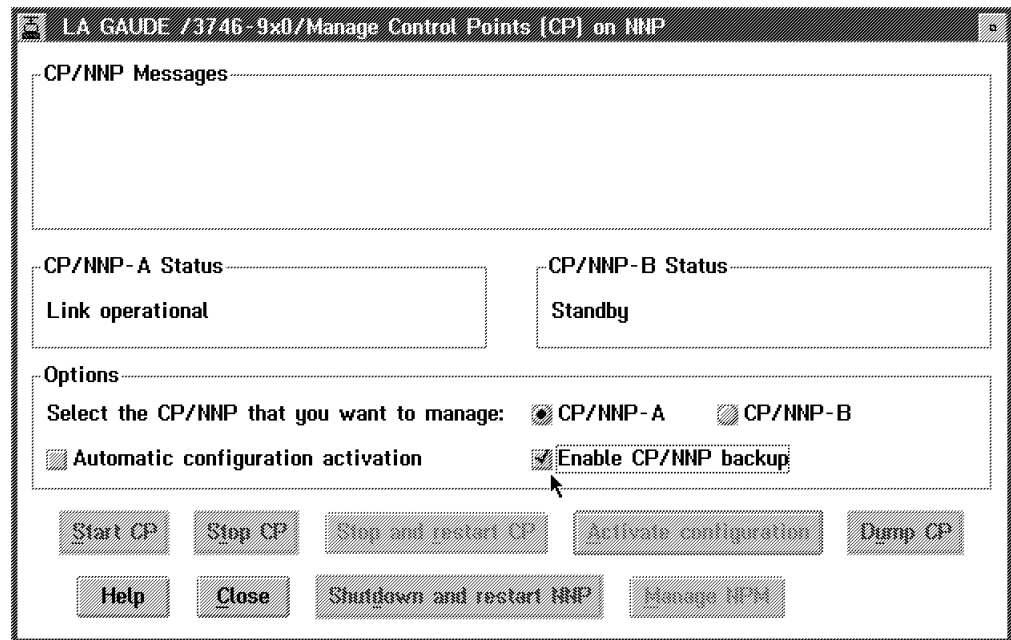 LA GAUDE /3746-9x0/Manage Control Points (CP) on NNP
CP/NNP Messages
CP/NNP-A Status
CP/NNP-B Status
Link operational
Standby
Options
Select the CP/NNP that you want to manage: CP/NNP-A CP/NNP-B
Automatic configuration activation Enable CP/NNP backup
Start CP Stop CP Stop and restart CP Activate configuration Dump CP
Help Close Shutdown and restart NNP Manage NPM